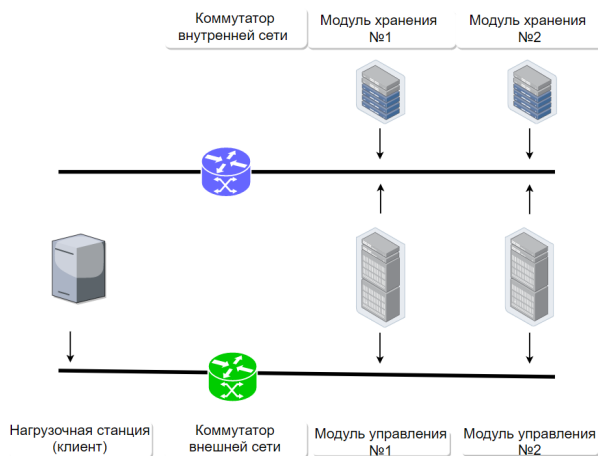 Коммутатор
внутренней сети
Модуль хранения
№1
Модуль хранения
№2
Нагрузочная станция
(клиент)
Коммутатор
внешней сети
Модуль управления
№1
Модуль управления
№2